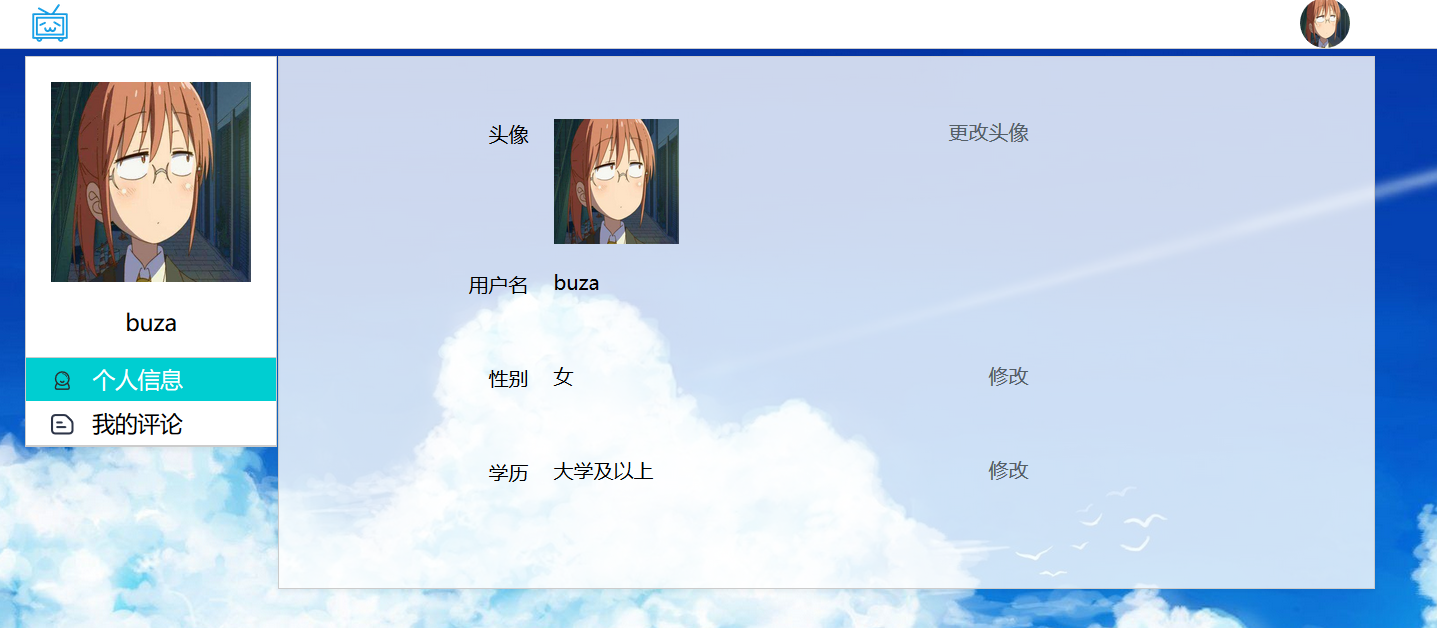 buza
个人信息
我的评论
头像 更改头像
用户名 buza
性别 女 修改
学历 大学及以上 修改